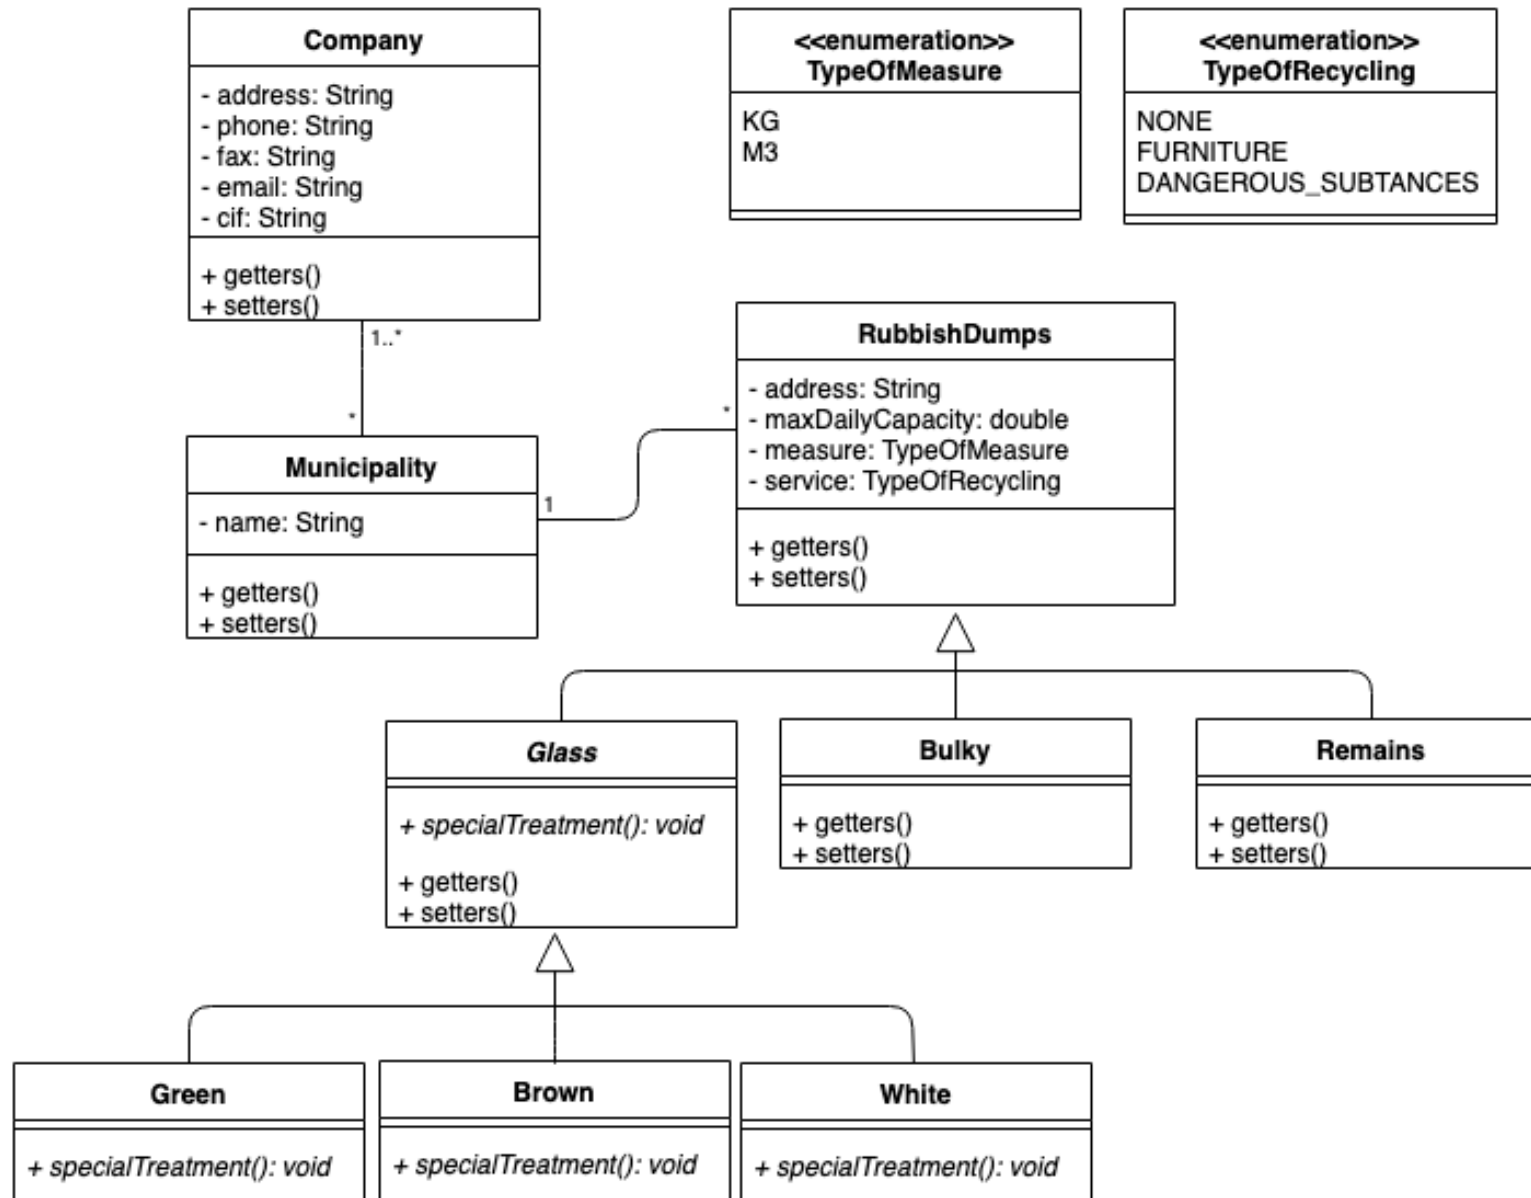 Company
- address: String
- phone: String
- fax: String
- email: String
- cif: String
+ getters()
+ setters()
<<enumeration>>
TypeOfMeasure
KG
M3
<<enumeration>>
TypeOfRecycling
NONE
FURNITURE
DANGEROUS_SUBTANCES
1..*
*
Municipality
- name: String
+ getters()
+ setters()
1
*
RubbishDumps
- address: String
- maxDailyCapacity: double
- measure: TypeOfMeasure
- service: TypeOfRecycling
+ getters()
+ setters()
Glass
+ specialTreatment(): void
+ getters()
+ setters()
Bulky
+ getters()
+ setters()
Remains
+ getters()
+ setters()
Green
+ specialTreatment(): void
Brown
+ specialTreatment(): void
White
+ specialTreatment(): void